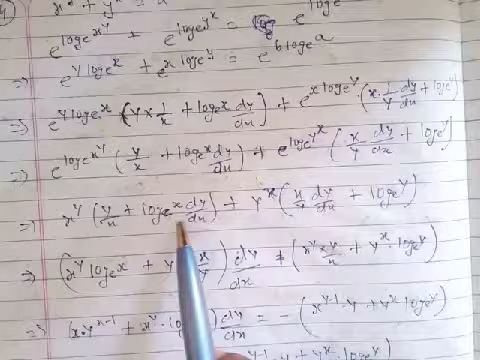 e^{log_e x^y} + e^{log_e y^x} = e^{log_e
⇒ e^{y log_e x} + e^{x log_e y} = e^{b log_e a}
⇒ e^{y log_e x} [y × 1/x + log_e x dy/dx] + e^{x log_e y} (x · 1/y dy/dx + log_e y)
⇒ e^{log_e x^y} (y/x + log_e x dy/dx) + e^{log_e y^x} [x/y dy/dx + log_e y]
⇒ x^y (y/x + log_e x dy/dx) + y^x (x/y dy/dx + log_e y)
⇒ (x^y log_e x + y x/y) dy/dx + (x^y × y/x + y^x · log_e y)
⇒ (x y^{x-1} + x^y · log) dy/dx = - (x^{y-1} · y + y^x log_e y)
y-1 · y + y^x log_e y